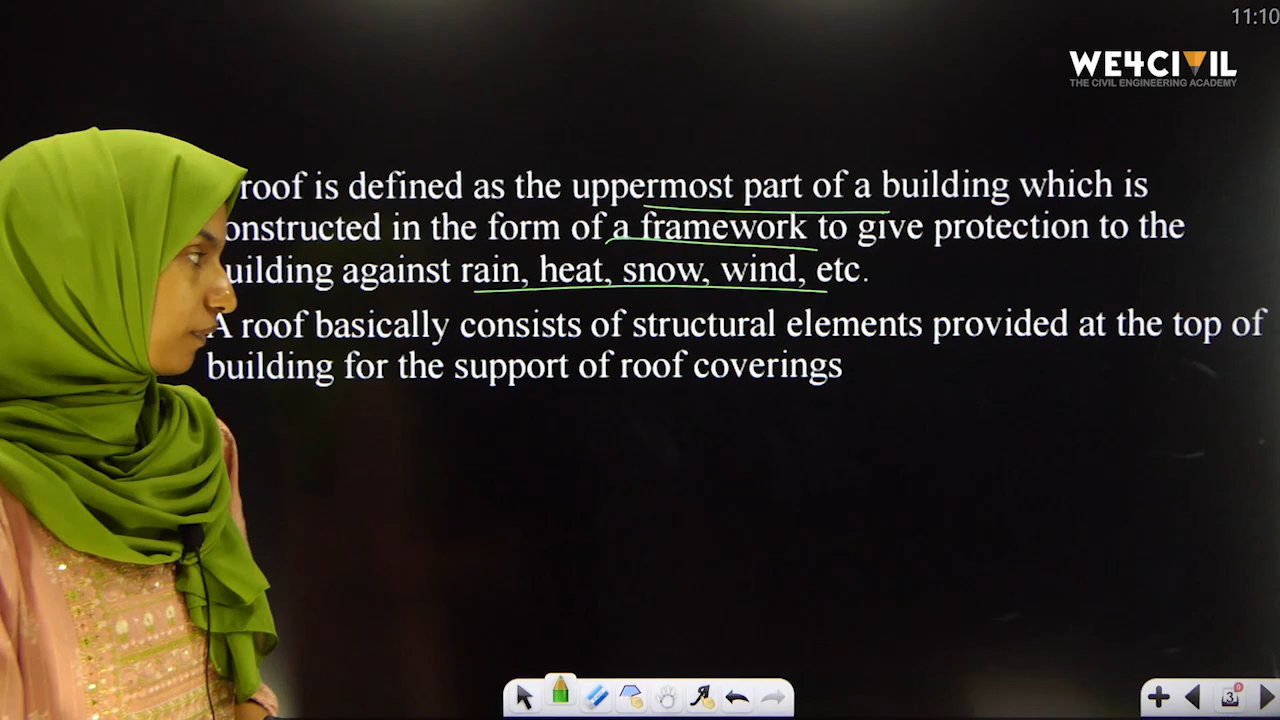 11:10
WE4CIVIL
THE CIVIL ENGINEERING ACADEMY
roof is defined as the uppermost part of a building which is
onstructed in the form of a framework to give protection to the
uilding against rain, heat, snow, wind, etc.
A roof basically consists of structural elements provided at the top of
building for the support of roof coverings
3